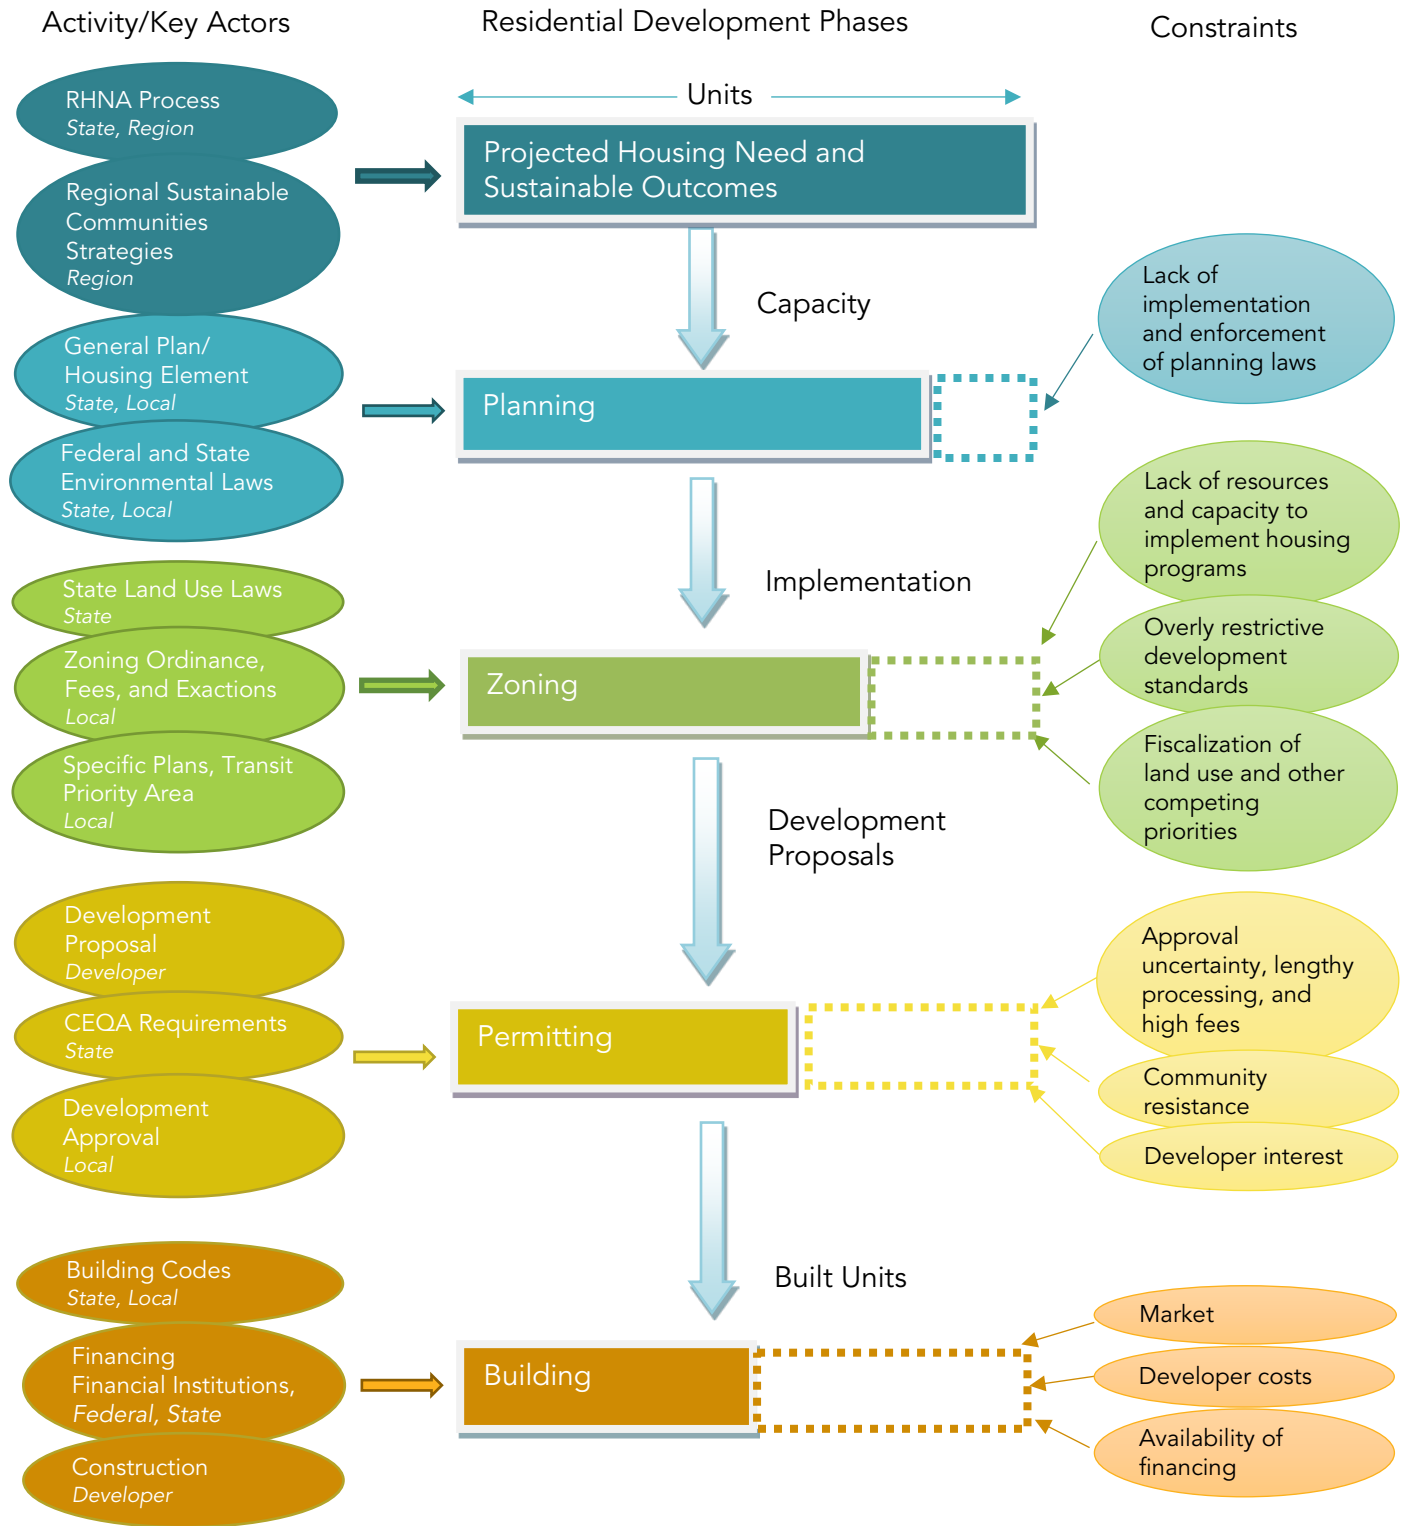 Activity/Key Actors
Residential Development Phases
Constraints
RHNA Process
State, Region
Regional Sustainable
Communities
Strategies
Region
Units
Projected Housing Need and
Sustainable Outcomes
Capacity
General Plan/
Housing Element
State, Local
Federal and State
Environmental Laws
State, Local
Planning
Lack of
implementation
and enforcement
of planning laws
Implementation
State Land Use Laws
State
Zoning Ordinance,
Fees, and Exactions
Local
Specific Plans, Transit
Priority Area
Local
Zoning
Lack of resources
and capacity to
implement housing
programs
Overly restrictive
development
standards
Fiscalization of
land use and other
competing
priorities
Development
Proposals
Development
Proposal
Developer
CEQA Requirements
State
Development
Approval
Local
Permitting
Approval
uncertainty, lengthy
processing, and
high fees
Community
resistance
Developer interest
Built Units
Building Codes
State, Local
Financing
Financial Institutions,
Federal, State
Construction
Developer
Building
Market
Developer costs
Availability of
financing